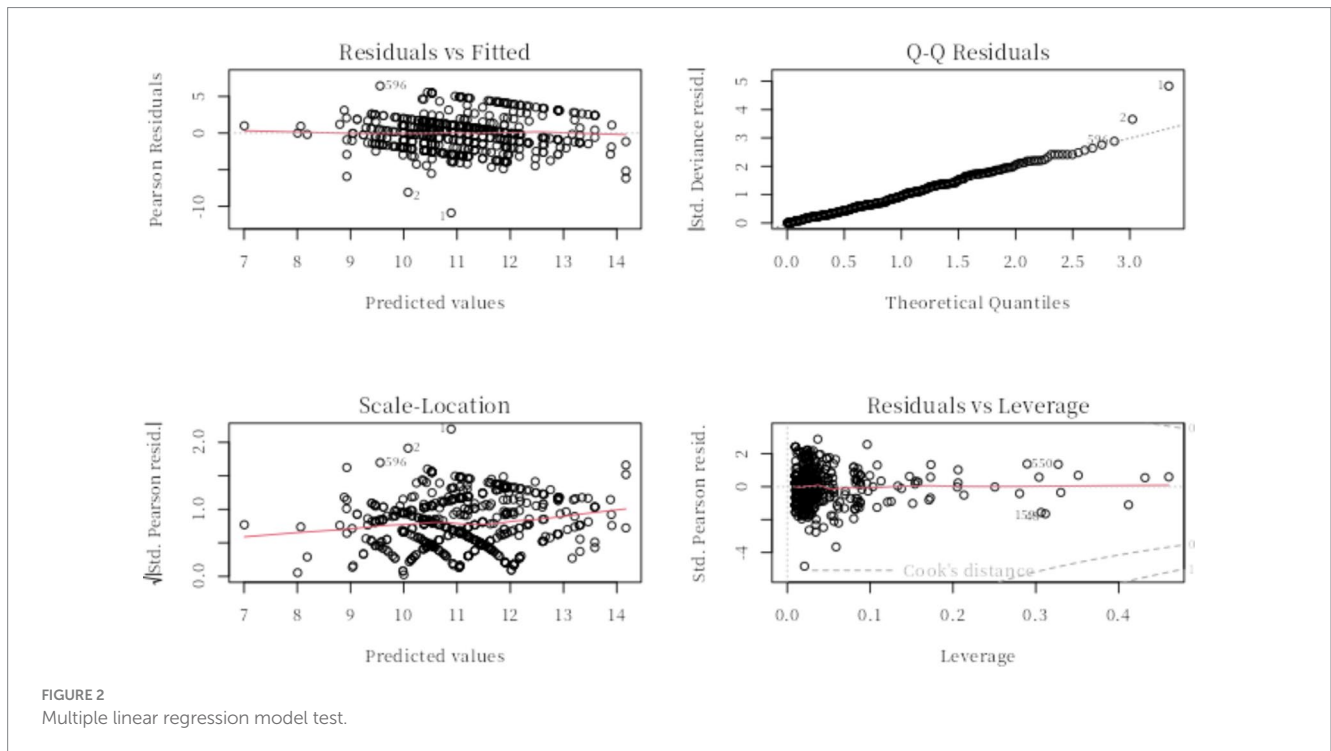 Residuals vs Fitted
Pearson Residuals
5
0
-10
596
2
1
7 8 9 10 11 12 13 14
Predicted values
Q-Q Residuals
|Std. Deviance resid.|
5
4
3
2
1
0
1
2
596
0.0 0.5 1.0 1.5 2.0 2.5 3.0
Theoretical Quantiles
Scale-Location
√|Std. Pearson resid.|
2.0
1.0
0.0
1
2
596
7 8 9 10 11 12 13 14
Predicted values
Residuals vs Leverage
Std. Pearson resid.
2
0
-4
550
Cook's distance
0.0 0.1 0.2 0.3 0.4
Leverage
FIGURE 2
Multiple linear regression model test.